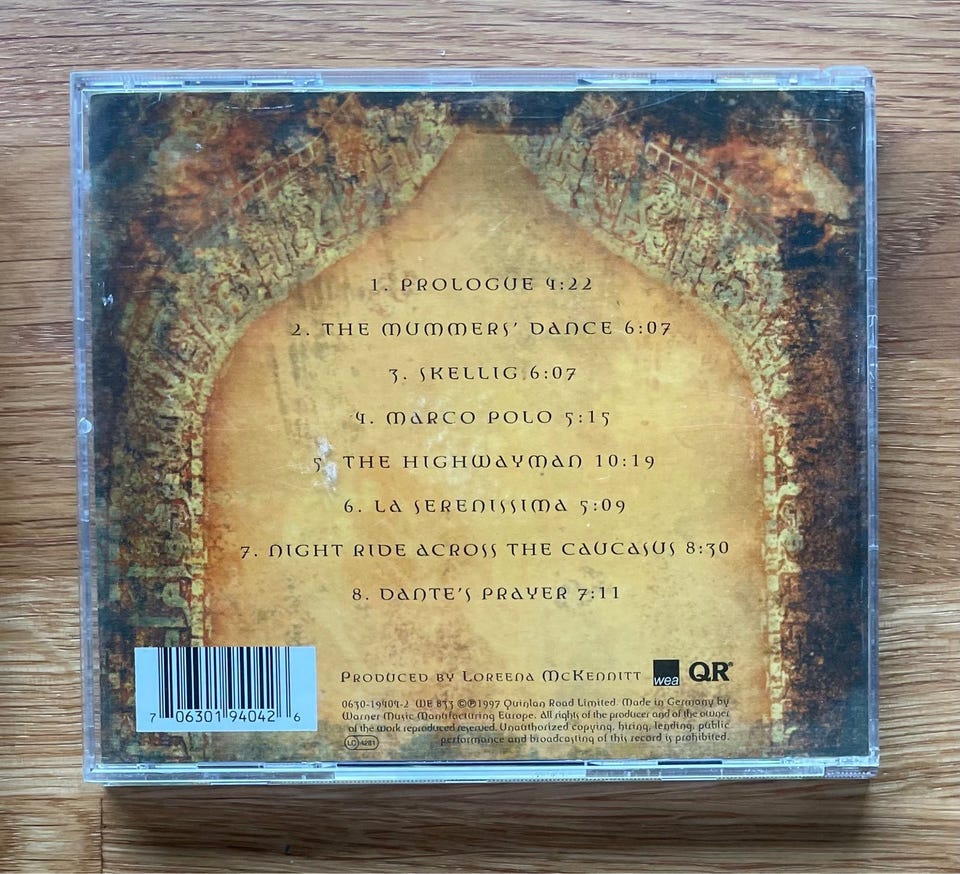 1. PROLOGUE 4:22
2. THE MUMMERS' DANCE 6:07
3. SKELLIG 6:07
4. MARCO POLO 5:15
5. THE HIGHWAYMAN 10:19
6. LA SERENISSIMA 5:09
7. NIGHT RIDE ACROSS THE CAUCASUS 8:30
8. DANTE'S PRAYER 7:11
PRODUCED BY LOREENA MCKENNITT wea QR®
0630-19404-2 WE 833 ©℗1997 Quinlan Road Limited. Made in Germany by
Warner Music Manufacturing Europe. All rights of the producer and of the owner
of the work reproduced reserved. Unauthorized copying, hiring, lending, public
LC 4281 performance and broadcasting of this record is prohibited.
7 06301 94042 6